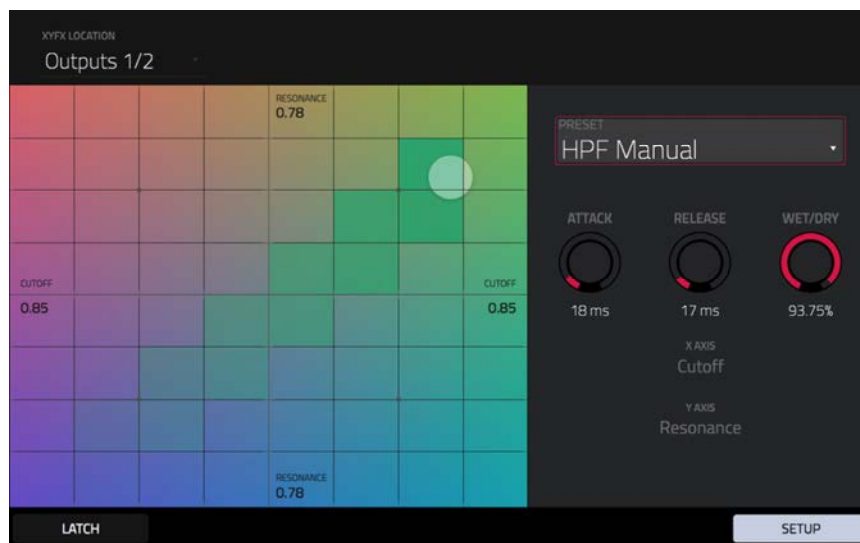 XYFX LOCATION
Outputs 1/2
RESONANCE
0.78
CUTOFF
0.85
CUTOFF
0.85
RESONANCE
0.78
PRESET
HPF Manual
ATTACK RELEASE WET/DRY
18 ms 17 ms 93.75%
X AXIS
Cutoff
Y AXIS
Resonance
LATCH
SETUP